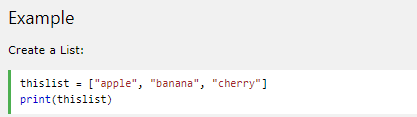 Example
Create a List:
thislist = ["apple", "banana", "cherry"]
print(thislist)